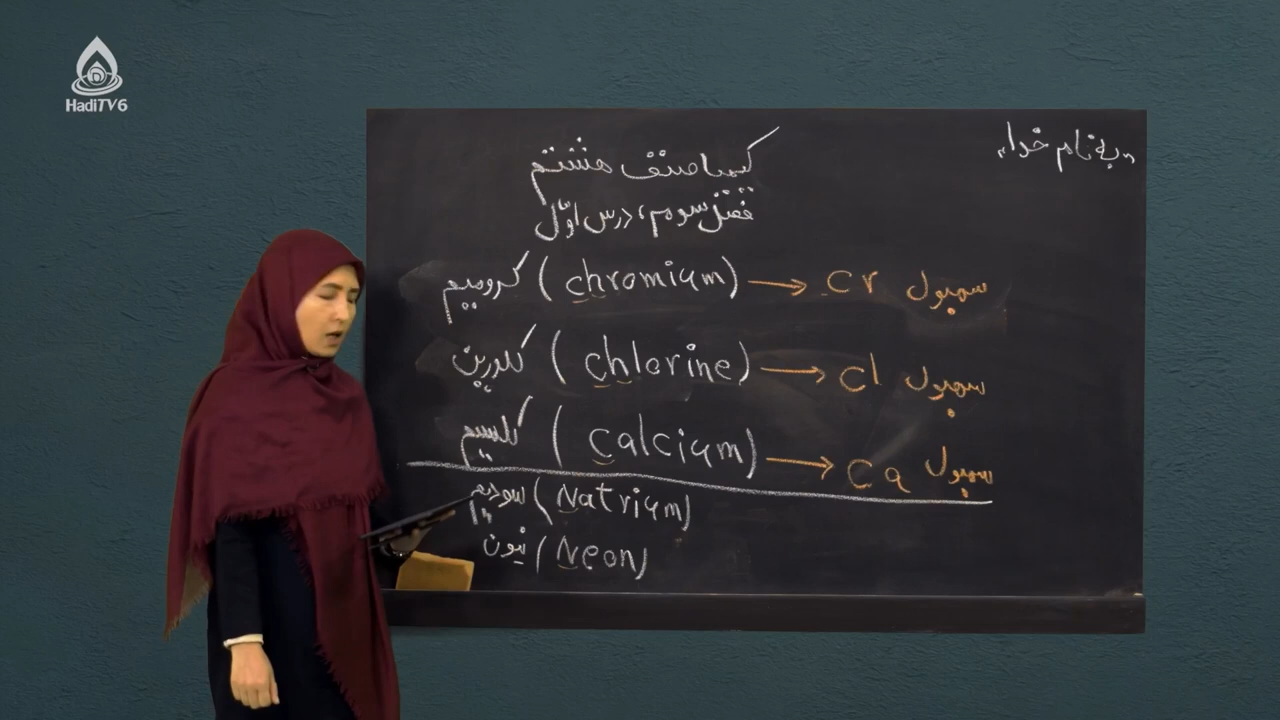 HadiTV6
«به نام خدا»
کیمیا صنف هشتم
فصل سوم، درس اوّل
کرومیم (chromium) → Cr سمبول
کلورین (chlorine) → Cl سمبول
کلسیم (Calcium) → Ca سمبول
سودیم (Natrium)
نیون (Neon)